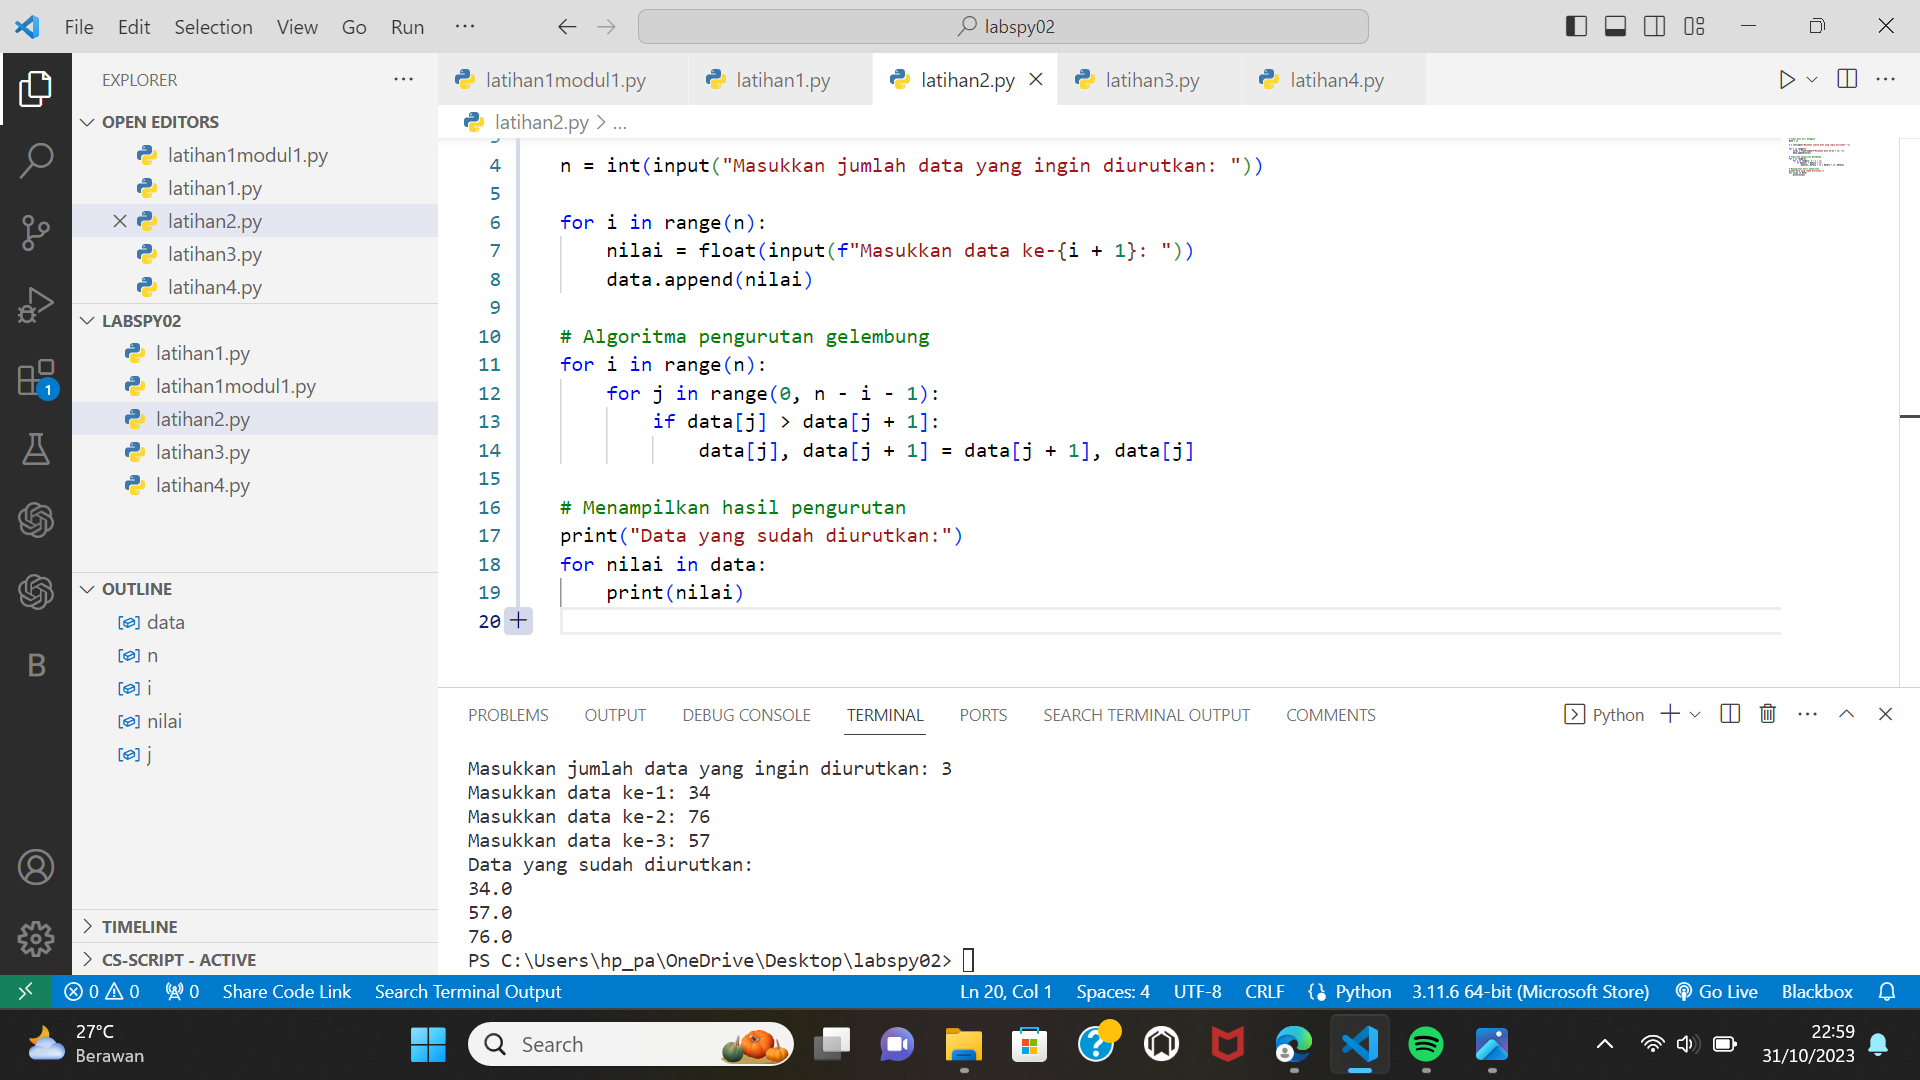 File Edit Selection View Go Run ···
labspy02
EXPLORER ···
OPEN EDITORS
latihan1modul1.py
latihan1.py
latihan2.py
latihan3.py
latihan4.py
LABSPY02
latihan1.py
latihan1modul1.py
latihan2.py
latihan3.py
latihan4.py
OUTLINE
data
n
i
nilai
j
TIMELINE
CS-SCRIPT - ACTIVE
1
B
latihan1modul1.py latihan1.py latihan2.py latihan3.py latihan4.py
latihan2.py > ...
4 n = int(input("Masukkan jumlah data yang ingin diurutkan: "))
5
6 for i in range(n):
7     nilai = float(input(f"Masukkan data ke-{i + 1}: "))
8     data.append(nilai)
9
10 # Algoritma pengurutan gelembung
11 for i in range(n):
12     for j in range(0, n - i - 1):
13         if data[j] > data[j + 1]:
14             data[j], data[j + 1] = data[j + 1], data[j]
15
16 # Menampilkan hasil pengurutan
17 print("Data yang sudah diurutkan:")
18 for nilai in data:
19     print(nilai)
20
PROBLEMS OUTPUT DEBUG CONSOLE TERMINAL PORTS SEARCH TERMINAL OUTPUT COMMENTS Python
Masukkan jumlah data yang ingin diurutkan: 3
Masukkan data ke-1: 34
Masukkan data ke-2: 76
Masukkan data ke-3: 57
Data yang sudah diurutkan:
34.0
57.0
76.0
PS C:\Users\hp_pa\OneDrive\Desktop\labspy02>
0 0 0 Share Code Link Search Terminal Output Ln 20, Col 1 Spaces: 4 UTF-8 CRLF Python 3.11.6 64-bit (Microsoft Store) Go Live Blackbox
27°C
Berawan
Search
22:59
31/10/2023